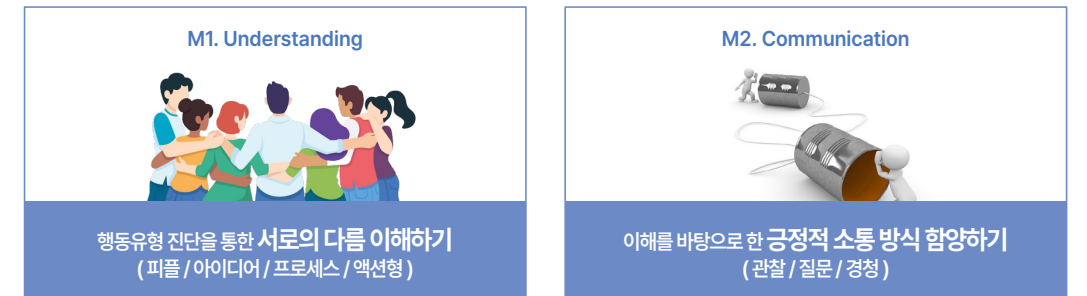 M1. Understanding
행동유형 진단을 통한 서로의 다름 이해하기
( 피플 / 아이디어 / 프로세스 / 액션형 )
M2. Communication
이해를 바탕으로 한 긍정적 소통 방식 함양하기
( 관찰 / 질문 / 경청 )